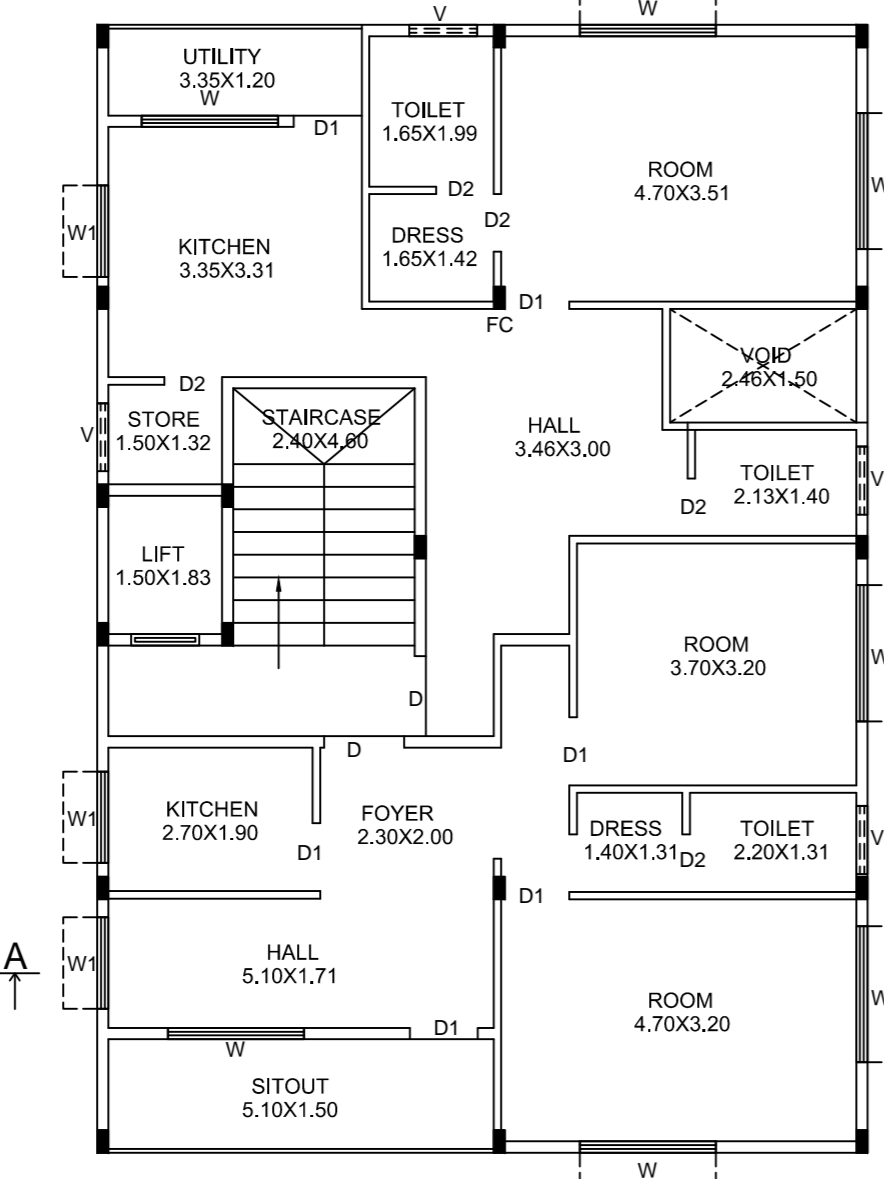 V
W
UTILITY
3.35X1.20
W
D1
TOILET
1.65X1.99
D2
ROOM
4.70X3.51
W
W1
KITCHEN
3.35X3.31
DRESS
1.65X1.42
D2
D1
FC
VOID
2.46X1.50
D2
V
STORE
1.50X1.32
STAIRCASE
2.40X4.60
HALL
3.46X3.00
TOILET
2.13X1.40
V
D2
LIFT
1.50X1.83
ROOM
3.70X3.20
W
D
D
D1
W1
KITCHEN
2.70X1.90
D1
FOYER
2.30X2.00
DRESS
1.40X1.31
D2
TOILET
2.20X1.31
V
D1
A
W1
HALL
5.10X1.71
D1
W
ROOM
4.70X3.20
W
SITOUT
5.10X1.50
W